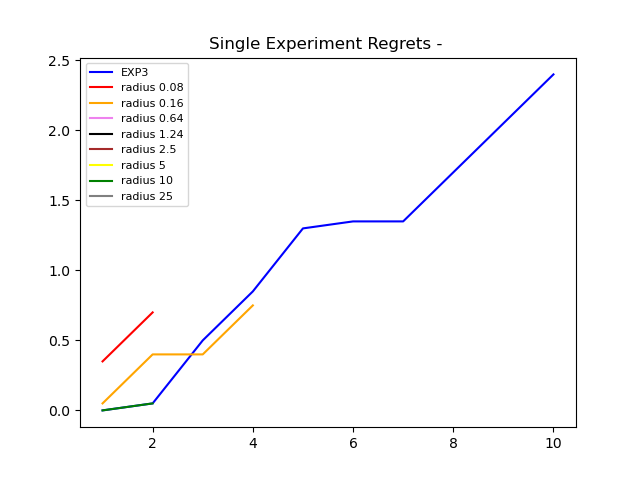 Single Experiment Regrets -
2.5
2.0
1.5
1.0
0.5
0.0
EXP3
radius 0.08
radius 0.16
radius 0.64
radius 1.24
radius 2.5
radius 5
radius 10
radius 25
2 4 6 8 10